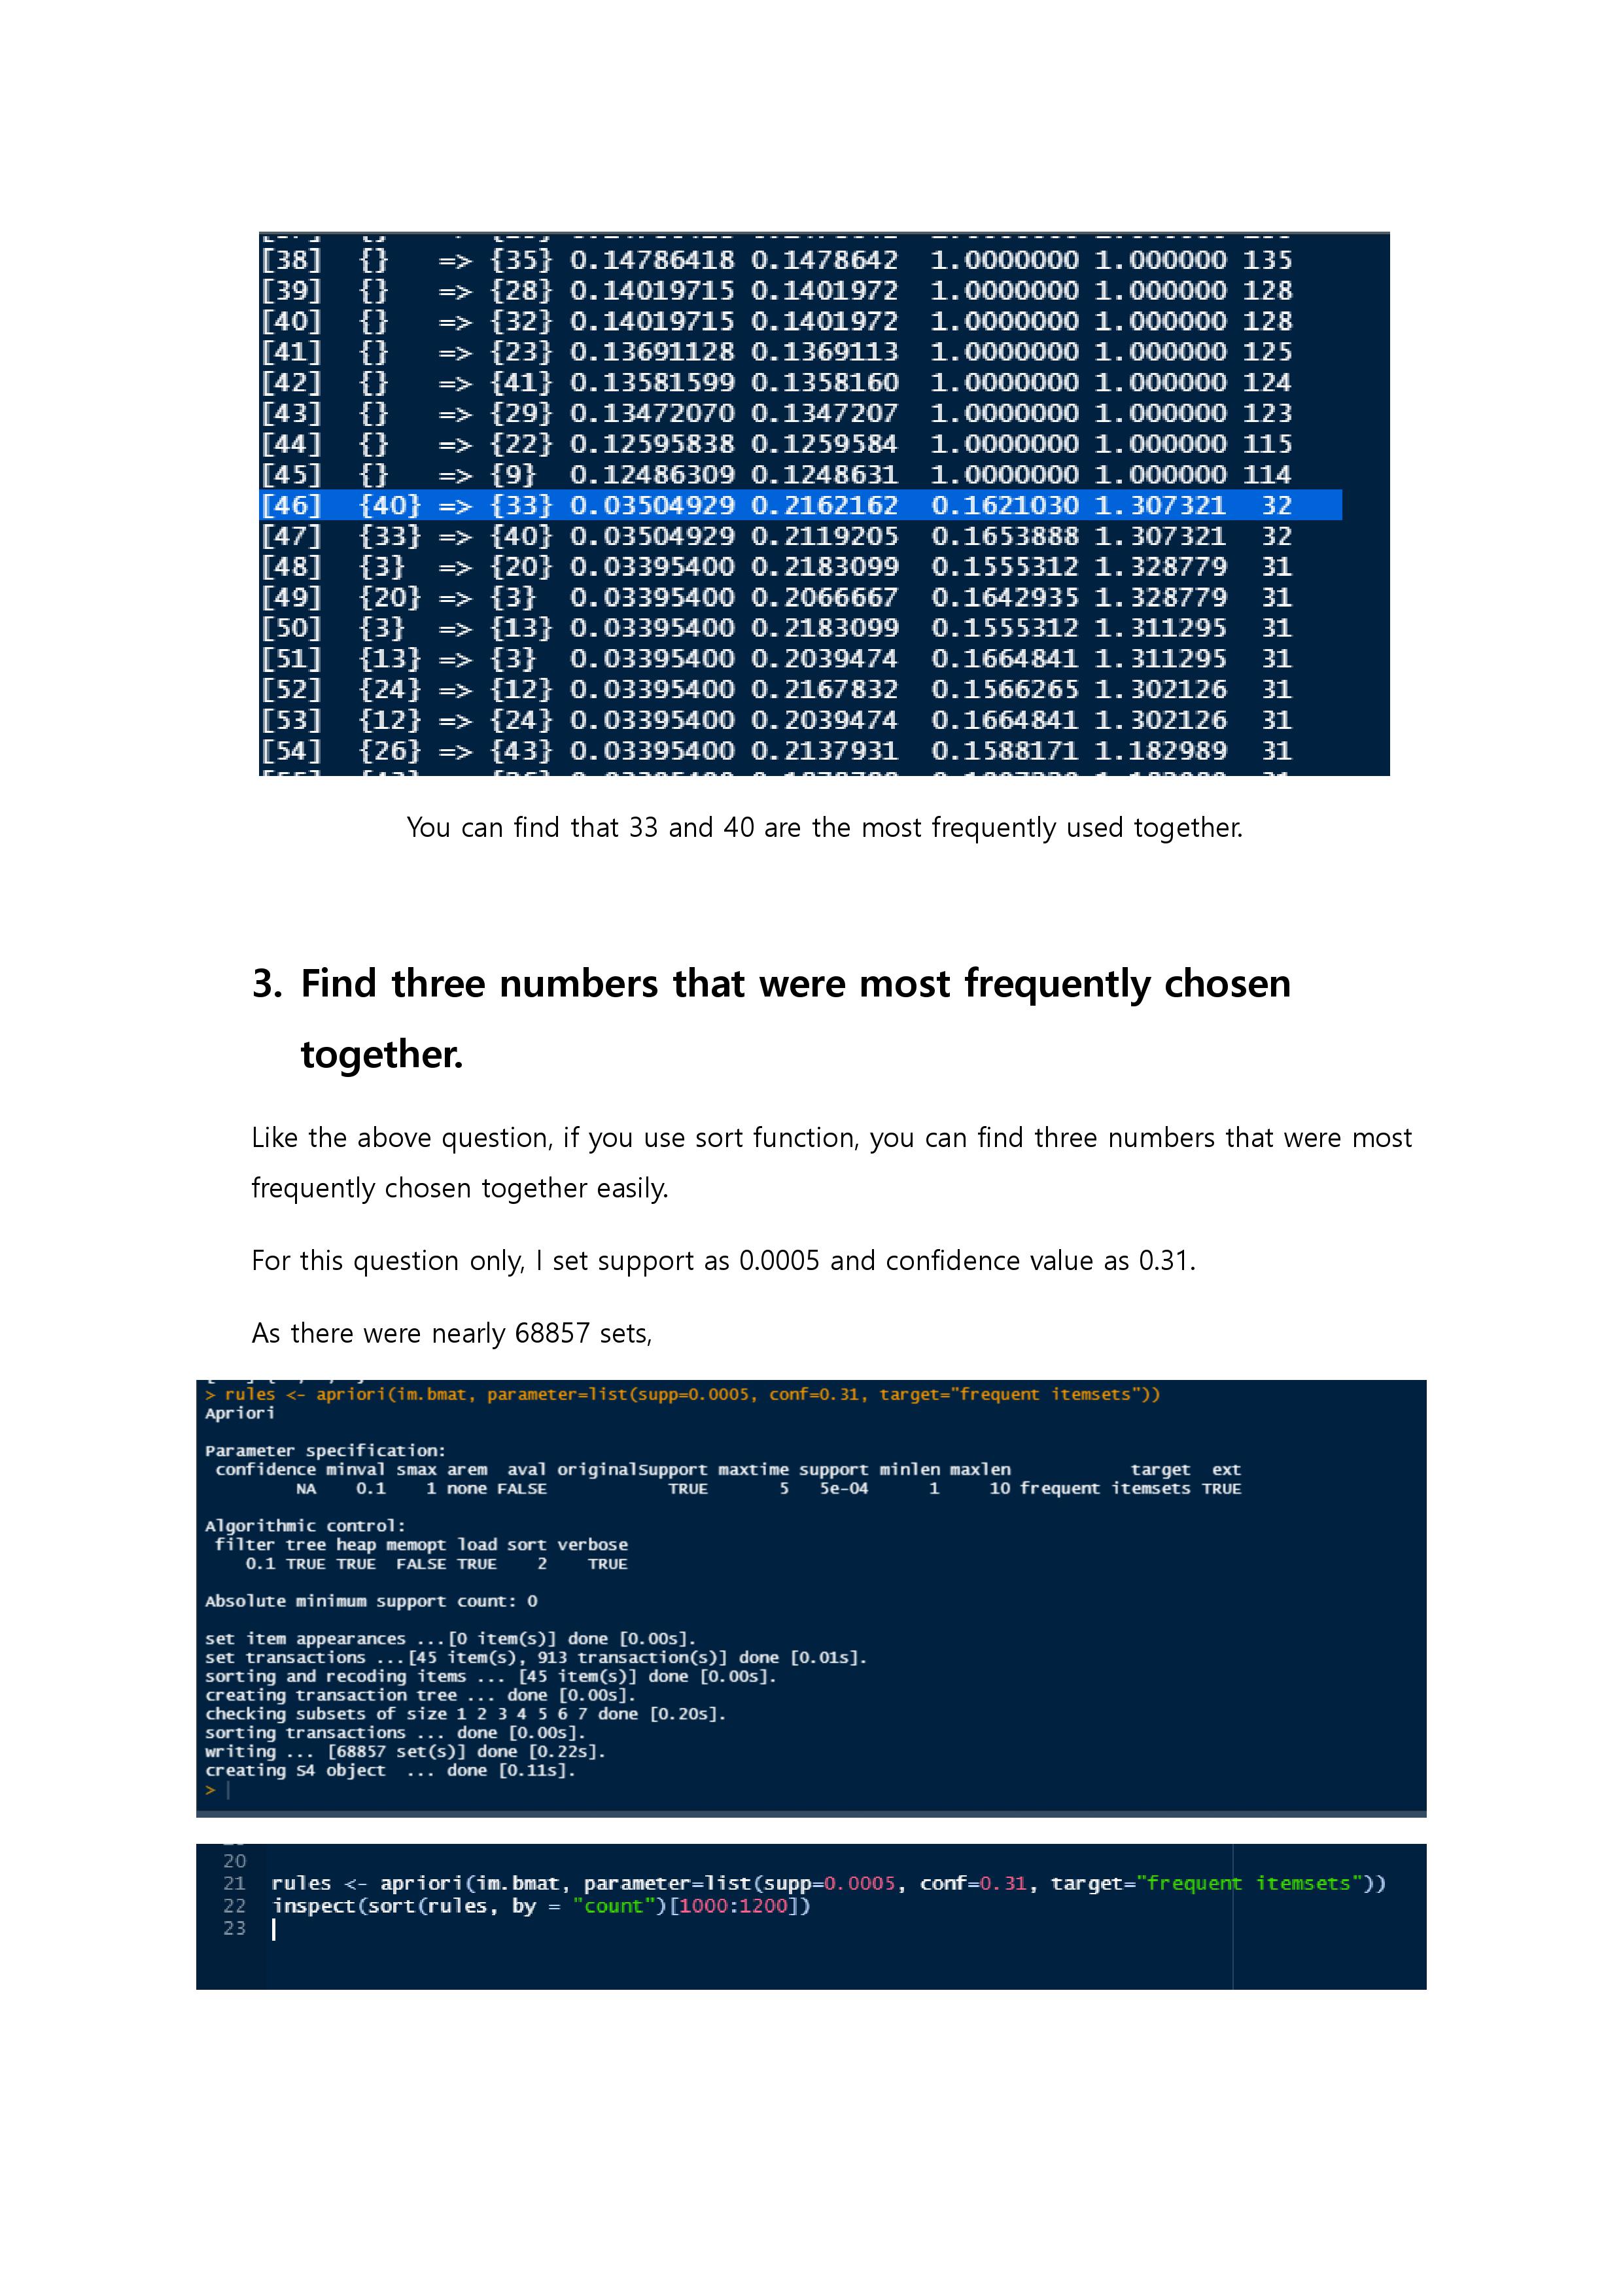 [38] {} => {35} 0.14786418 0.1478642 1.0000000 1.000000 135
[39] {} => {28} 0.14019715 0.1401972 1.0000000 1.000000 128
[40] {} => {32} 0.14019715 0.1401972 1.0000000 1.000000 128
[41] {} => {23} 0.13691128 0.1369113 1.0000000 1.000000 125
[42] {} => {41} 0.13581599 0.1358160 1.0000000 1.000000 124
[43] {} => {29} 0.13472070 0.1347207 1.0000000 1.000000 123
[44] {} => {22} 0.12595838 0.1259584 1.0000000 1.000000 115
[45] {} => {9} 0.12486309 0.1248631 1.0000000 1.000000 114
[46] {40} => {33} 0.03504929 0.2162162 0.1621030 1.307321 32
[47] {33} => {40} 0.03504929 0.2119205 0.1653888 1.307321 32
[48] {3} => {20} 0.03395400 0.2183099 0.1555312 1.328779 31
[49] {20} => {3} 0.03395400 0.2066667 0.1642935 1.328779 31
[50] {3} => {13} 0.03395400 0.2183099 0.1555312 1.311295 31
[51] {13} => {3} 0.03395400 0.2039474 0.1664841 1.311295 31
[52] {24} => {12} 0.03395400 0.2167832 0.1566265 1.302126 31
[53] {12} => {24} 0.03395400 0.2039474 0.1664841 1.302126 31
[54] {26} => {43} 0.03395400 0.2137931 0.1588171 1.182989 31
You can find that 33 and 40 are the most frequently used together.
3. Find three numbers that were most frequently chosen
together.
Like the above question, if you use sort function, you can find three numbers that were most
frequently chosen together easily.
For this question only, I set support as 0.0005 and confidence value as 0.31.
As there were nearly 68857 sets,
> rules <- apriori(im.bmat, parameter=list(supp=0.0005, conf=0.31, target="frequent itemsets"))
Apriori
Parameter specification:
confidence minval smax arem aval originalSupport maxtime support minlen maxlen target ext
NA 0.1 1 none FALSE TRUE 5 5e-04 1 10 frequent itemsets TRUE
Algorithmic control:
filter tree heap memopt load sort verbose
0.1 TRUE TRUE FALSE TRUE 2 TRUE
Absolute minimum support count: 0
set item appearances ...[0 item(s)] done [0.00s].
set transactions ...[45 item(s), 913 transaction(s)] done [0.01s].
sorting and recoding items ... [45 item(s)] done [0.00s].
creating transaction tree ... done [0.00s].
checking subsets of size 1 2 3 4 5 6 7 done [0.20s].
sorting transactions ... done [0.00s].
writing ... [68857 set(s)] done [0.22s].
creating S4 object ... done [0.11s].
>
20
21 rules <- apriori(im.bmat, parameter=list(supp=0.0005, conf=0.31, target="frequent itemsets"))
22 inspect(sort(rules, by = "count")[1000:1200])
23